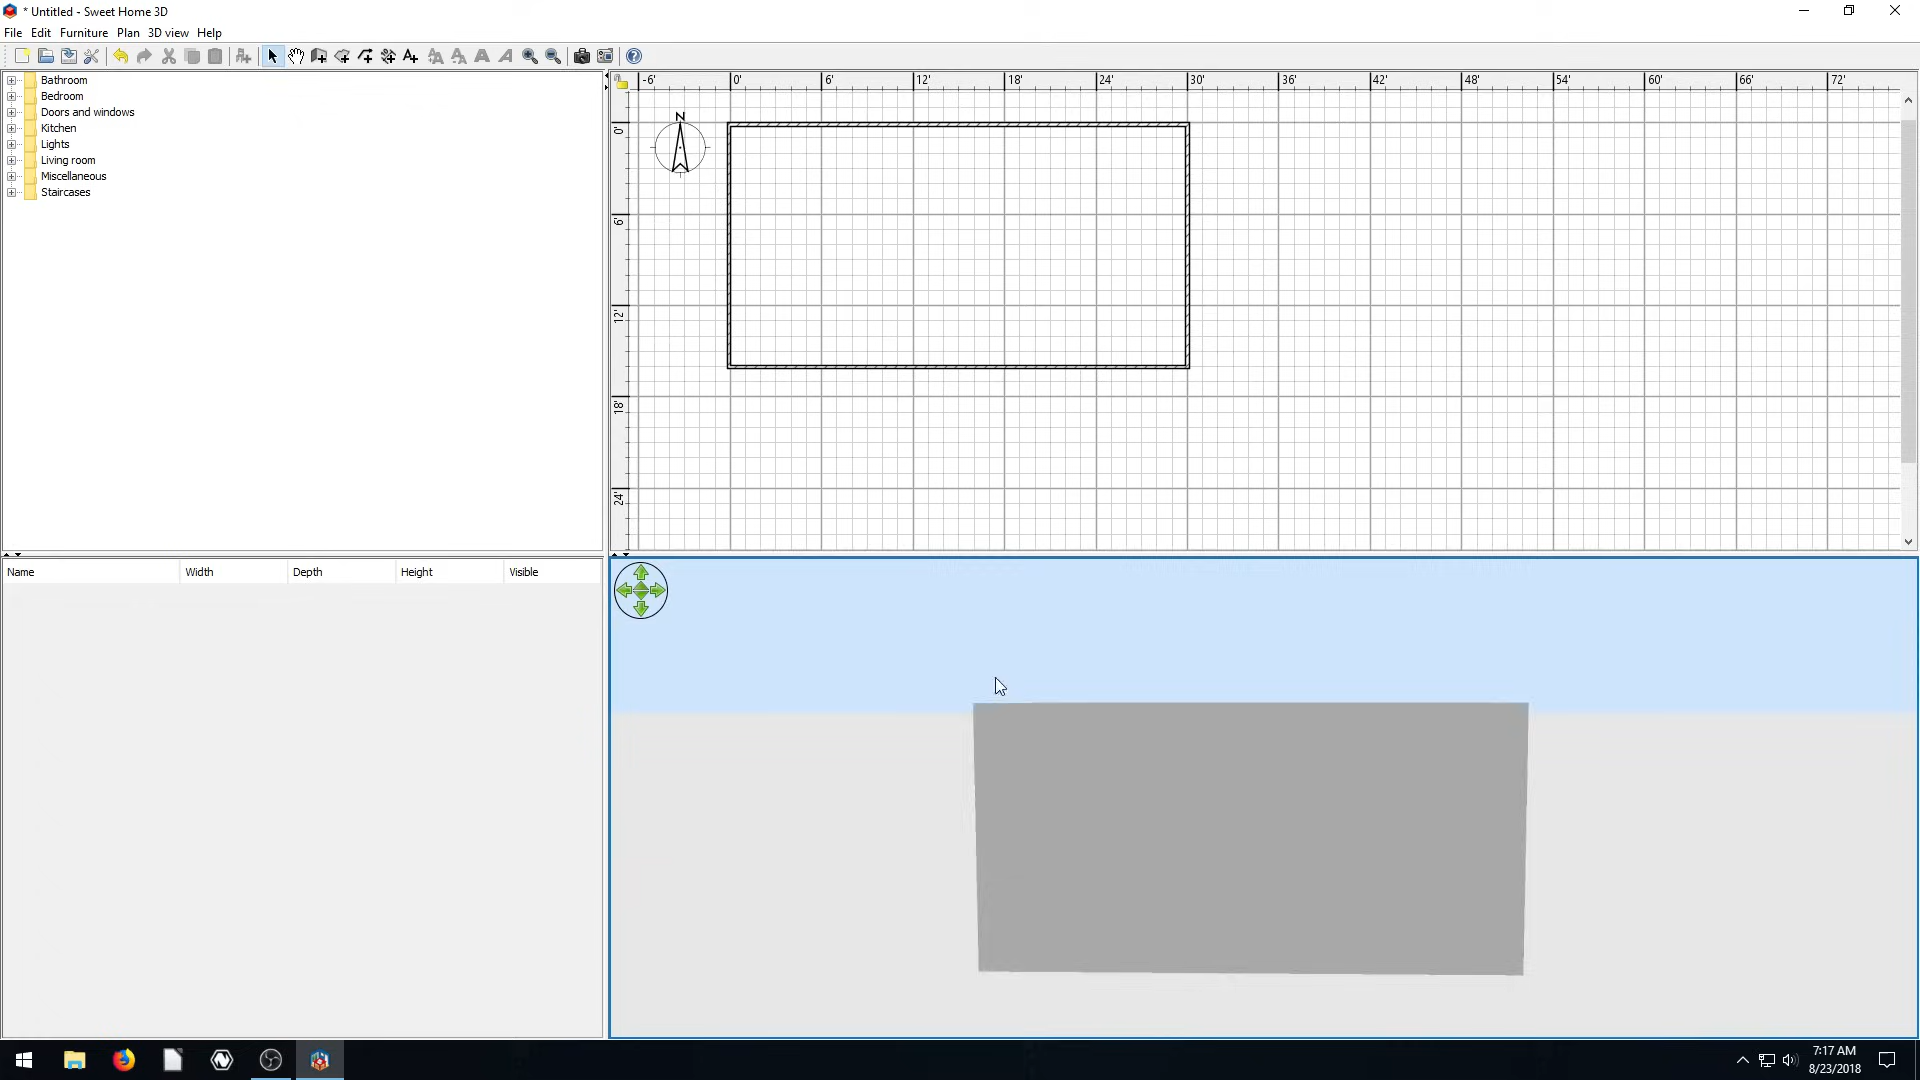 * Untitled - Sweet Home 3D
File Edit Furniture Plan 3D view Help
Bathroom
Bedroom
Doors and windows
Kitchen
Lights
Living room
Miscellaneous
Staircases
-6' 0' 6' 12' 18' 24' 30' 36' 42' 48' 54' 60' 66' 72'
N
0'
6'
12'
18'
24'
Name Width Depth Height Visible
7:17 AM
8/23/2018